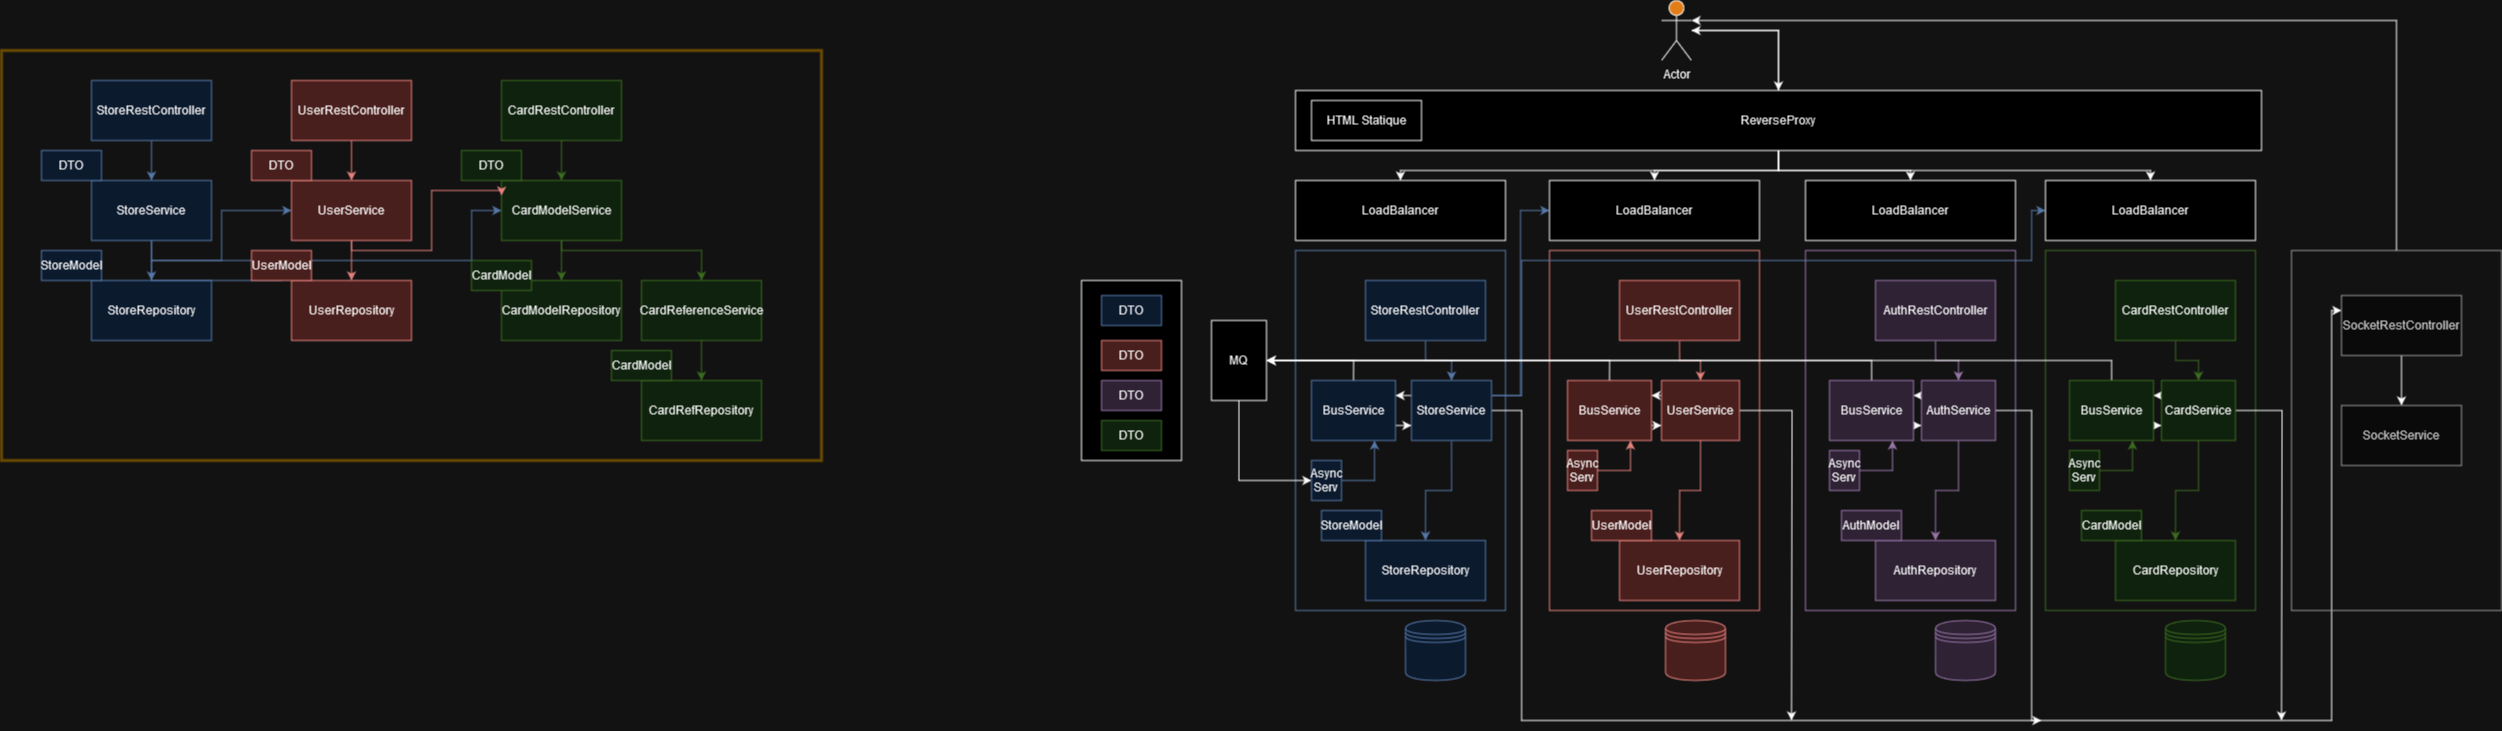 StoreRestController
UserRestController
CardRestController
DTO
DTO
DTO
StoreService
UserService
CardModelService
StoreModel
UserModel
CardModel
StoreRepository
UserRepository
CardModelRepository
CardReferenceService
CardModel
CardRefRepository
Actor
HTML Statique
ReverseProxy
LoadBalancer
LoadBalancer
LoadBalancer
LoadBalancer
DTO
DTO
DTO
DTO
MQ
StoreRestController
UserRestController
AuthRestController
CardRestController
SocketRestController
BusService
StoreService
BusService
UserService
BusService
AuthService
BusService
CardService
SocketService
Async
Serv
Async
Serv
Async
Serv
Async
Serv
StoreModel
UserModel
AuthModel
CardModel
StoreRepository
UserRepository
AuthRepository
CardRepository